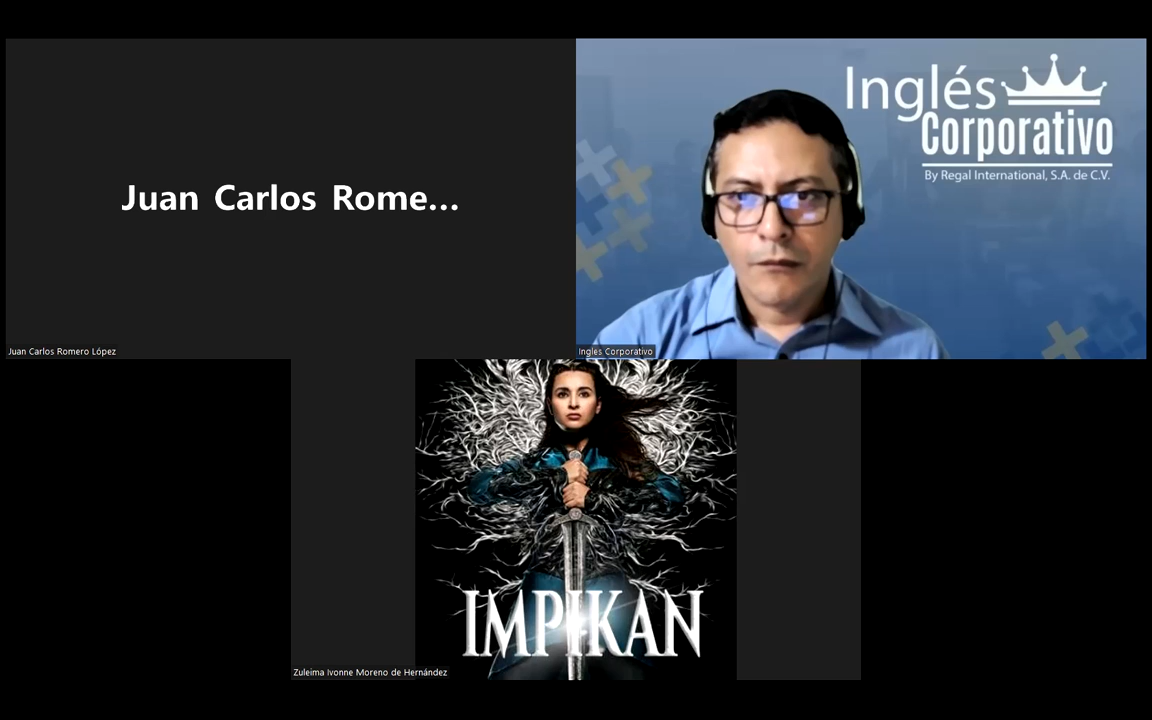 Juan Carlos Rome...
Juan Carlos Romero López
Inglés
Corporativo
By Regal International, S.A. de C.V.
Ingles Corporativo
IMPIKAN
Zuleima Ivonne Moreno de Hernández